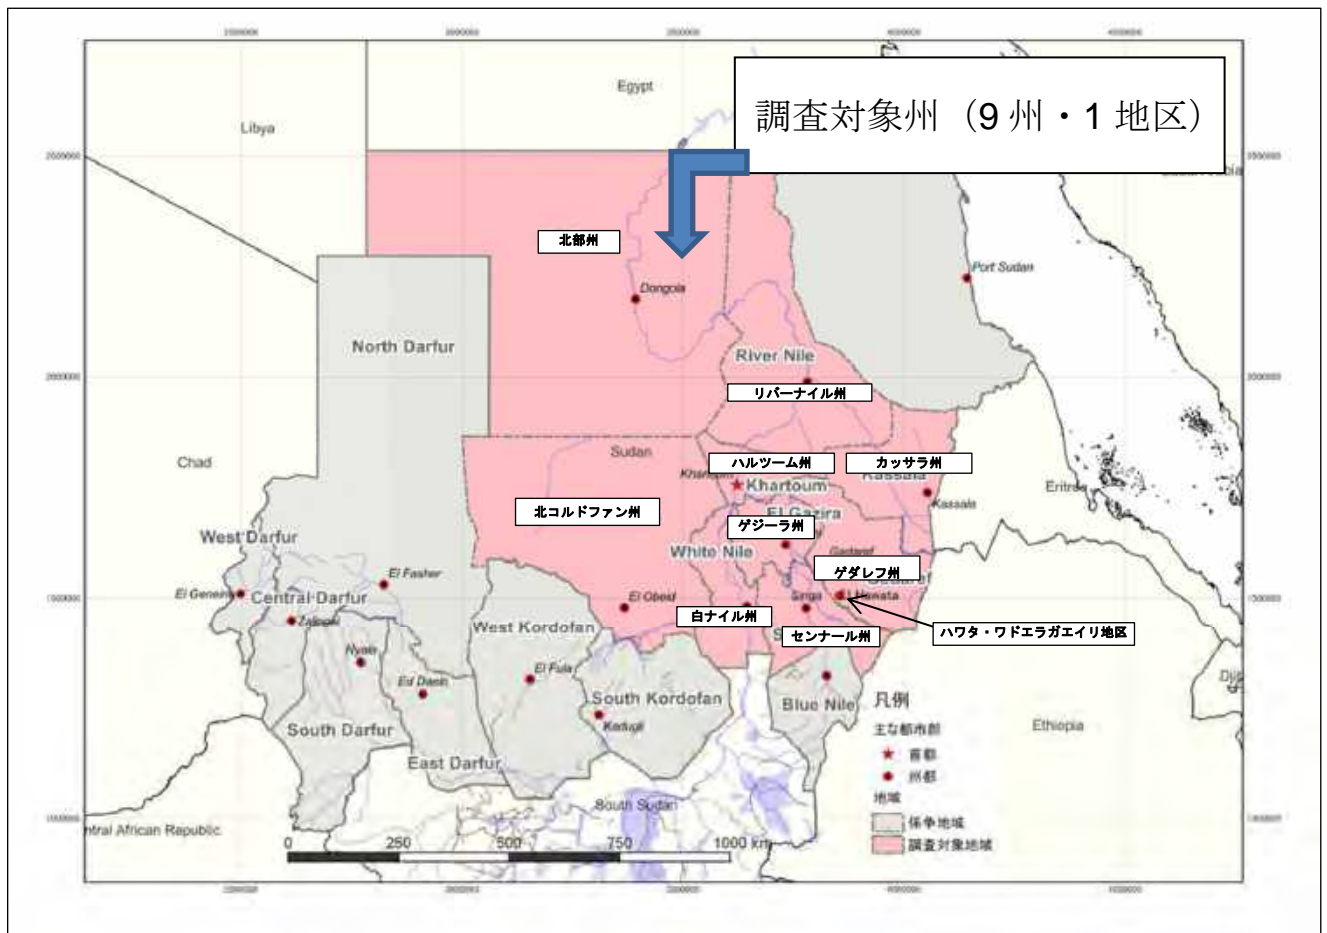 Egypt
調査対象州（9 州・1 地区）
Libya
北部州
Port Sudan
Dongola
North Darfur
River Nile
リバーナイル州
Chad
Sudan
ハルツーム州
カッサラ州
Khartoum
Kassala
Eritrea
Kassala
北コルドファン州
El Gazira
ゲジーラ州
West Darfur
White Nile
ゲダレフ州
El Fasher
El Geneina
Central Darfur
El Obeid
Singa
白ナイル州
West Kordofan
センナール州
ハワタ・ワドエラガエイリ地区
Nyala
El Fula
Ed Daein
South Kordofan
Blue Nile
凡例
South Darfur
Kadugli
主な都市部
Ethiopia
首都
East Darfur
州都
地域
South Sudan
係争地域
ntral African Republic
調査対象地域
0 250 500 750 1000 km